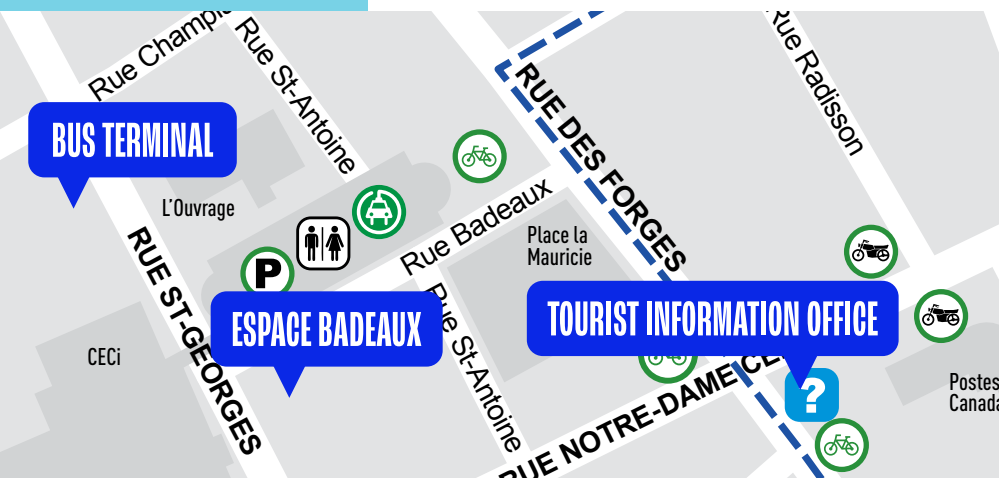 Rue Champl
Rue St-Antoine
RUE DES FORGES
Rue Radisson
BUS TERMINAL
L'Ouvrage
Rue Badeaux
Place la
Mauricie
RUE ST-GEORGES
P
ESPACE BADEAUX
TOURIST INFORMATION OFFICE
Rue St-Antoine
CECi
RUE NOTRE-DAME CE
?
Postes
Canada